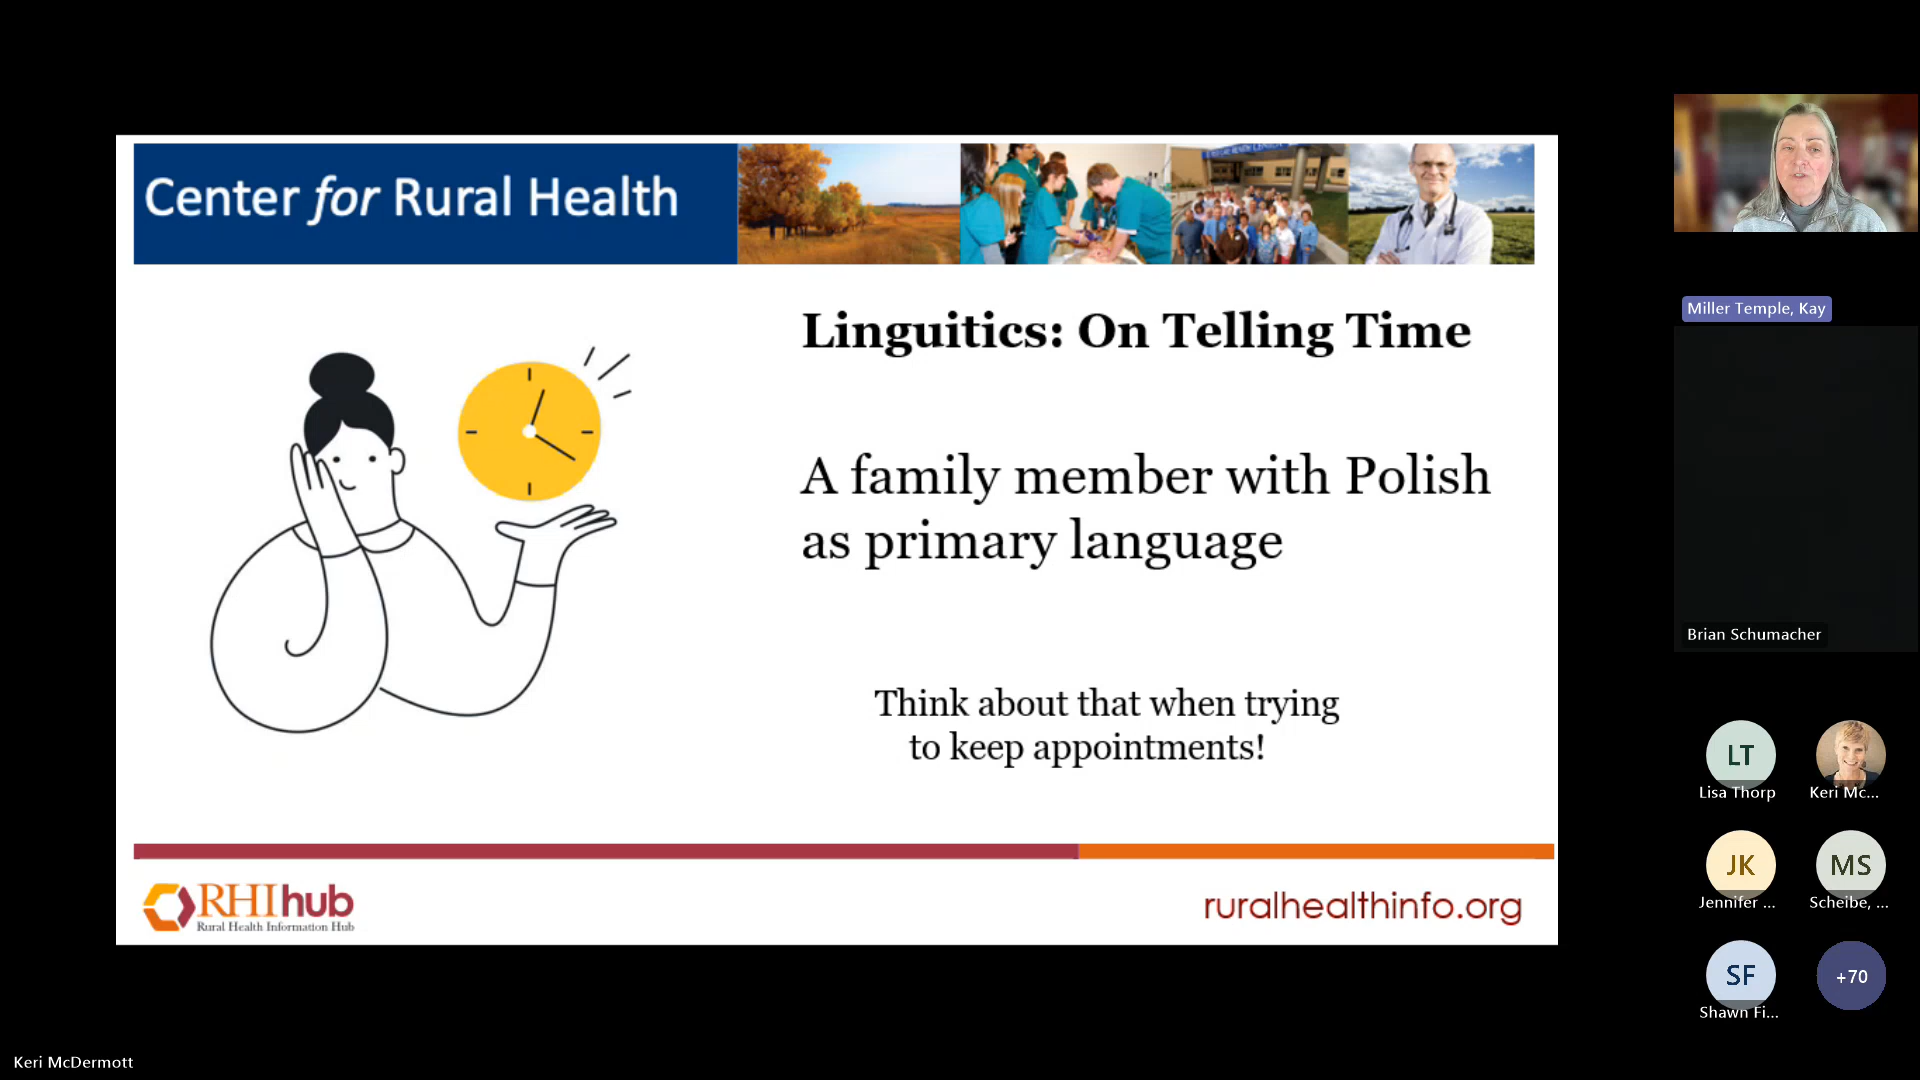 Center for Rural Health
Linguitics: On Telling Time
A family member with Polish
as primary language
Think about that when trying
to keep appointments!
RHIhub
Rural Health Information Hub
ruralhealthinfo.org
Miller Temple, Kay
Brian Schumacher
LT
Lisa Thorp
Keri Mc...
JK
Jennifer ...
MS
Scheibe, ...
SF
Shawn Fi...
+70
Keri McDermott